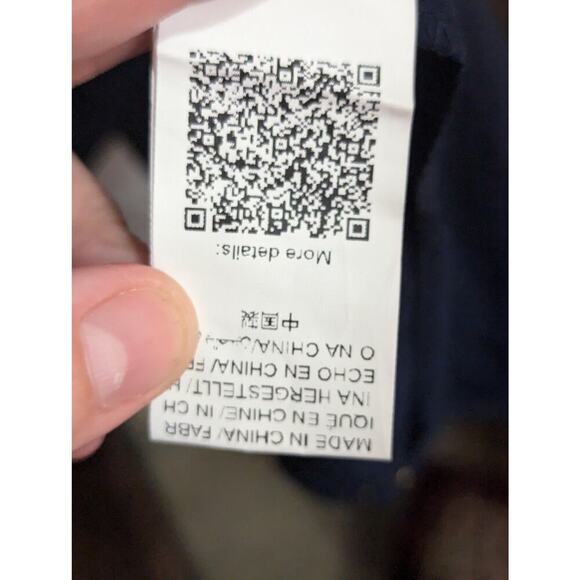 MADE IN CHINA/ FABR
IQUÉ EN CHINE/ IN CH
INA HERGESTELLT/ H
ECHO EN CHINA/ FE
O NA CHINA/
中国製
More details: